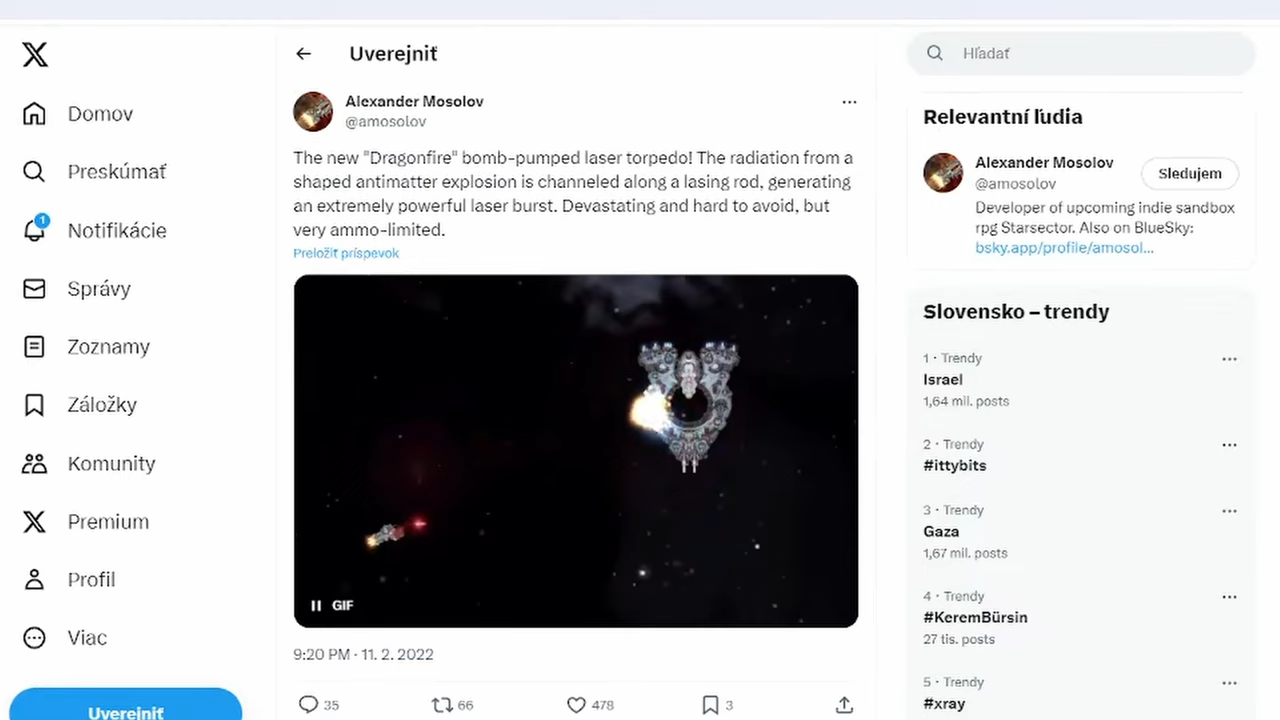 Domov
Preskúmať
1
Notifikácie
Správy
Zoznamy
Záložky
Komunity
Premium
Profil
Viac
Uverejniť
Uverejniť
Alexander Mosolov
@amosolov
The new "Dragonfire" bomb-pumped laser torpedo! The radiation from a
shaped antimatter explosion is channeled along a lasing rod, generating
an extremely powerful laser burst. Devastating and hard to avoid, but
very ammo-limited.
Preložiť príspevok
GIF
9:20 PM · 11. 2. 2022
35
66
478
3
Hľadať
Relevantní ľudia
Alexander Mosolov
@amosolov
Sledujem
Developer of upcoming indie sandbox
rpg Starsector. Also on BlueSky:
bsky.app/profile/amosol…
Slovensko – trendy
1 · Trendy
Israel
1,64 mil. posts
2 · Trendy
#ittybits
3 · Trendy
Gaza
1,67 mil. posts
4 · Trendy
#KeremBürsin
27 tis. posts
5 · Trendy
#xray